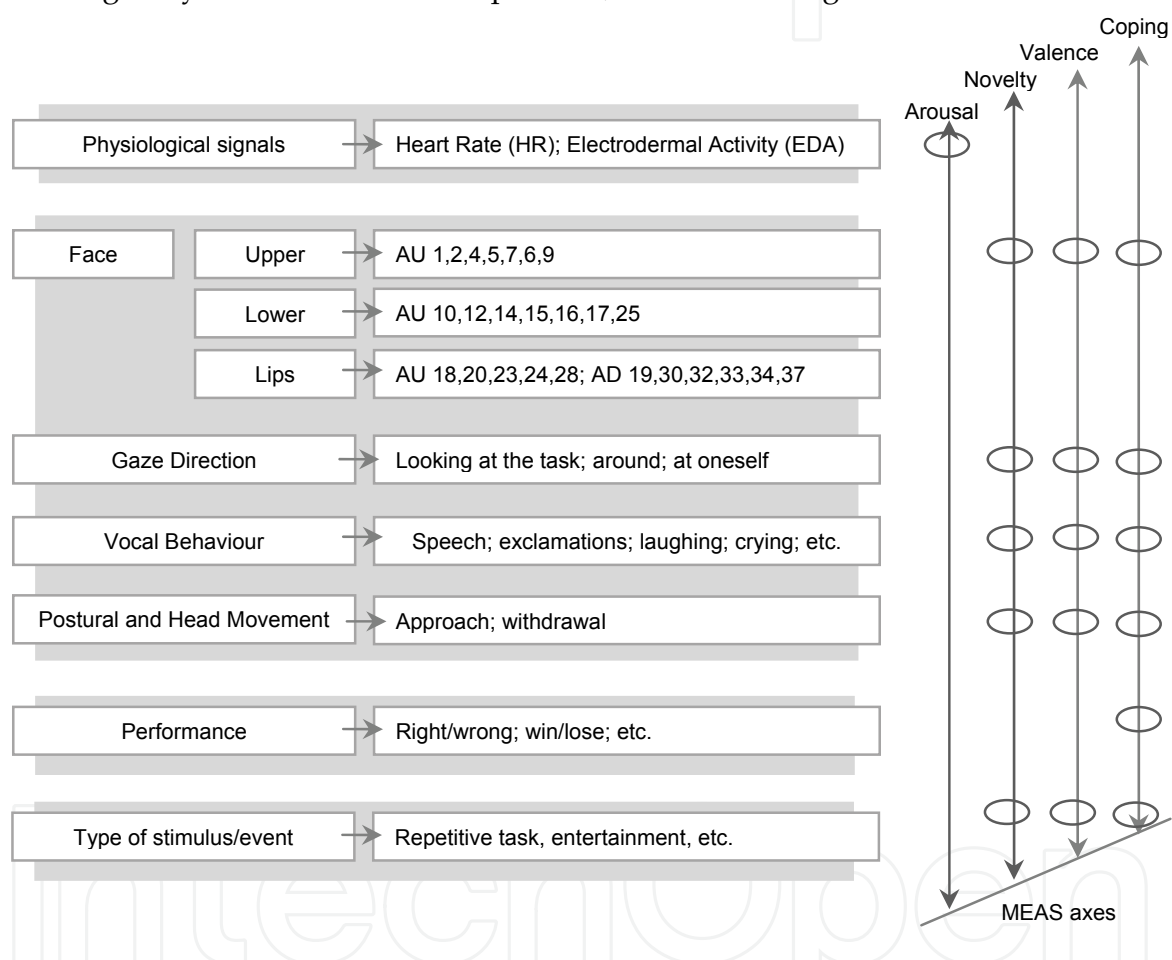 Coping
Valence
Novelty
Arousal
Physiological signals
Heart Rate (HR); Electrodermal Activity (EDA)
Face
Upper
AU 1,2,4,5,7,6,9
Lower
AU 10,12,14,15,16,17,25
Lips
AU 18,20,23,24,28; AD 19,30,32,33,34,37
Gaze Direction
Looking at the task; around; at oneself
Vocal Behaviour
Speech; exclamations; laughing; crying; etc.
Postural and Head Movement
Approach; withdrawal
Performance
Right/wrong; win/lose; etc.
Type of stimulus/event
Repetitive task, entertainment, etc.
MEAS axes
IntechOpen